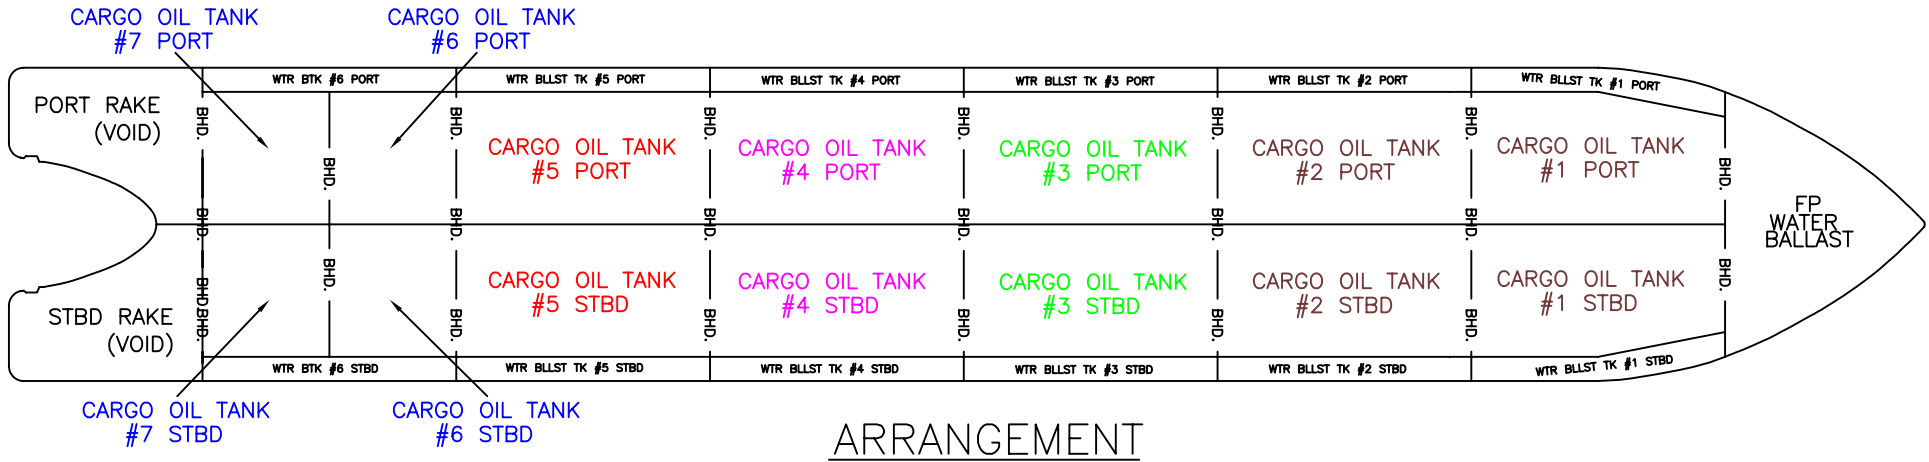 CARGO OIL TANK
#7 PORT
CARGO OIL TANK
#6 PORT
WTR BTK #6 PORT
WTR BLLST TK #5 PORT
WTR BLLST TK #4 PORT
WTR BLLST TK #3 PORT
WTR BLLST TK #2 PORT
WTR BLLST TK #1 PORT
PORT RAKE
(VOID)
BHD.
BHD.
BHD.
BHD.
BHD.
BHD.
BHD.
BHD.
CARGO OIL TANK
#5 PORT
CARGO OIL TANK
#4 PORT
CARGO OIL TANK
#3 PORT
CARGO OIL TANK
#2 PORT
CARGO OIL TANK
#1 PORT
BHD.
BHD.
BHD.
BHD.
BHD.
BHD.
FP
WATER
BALLAST
BHD.
BHD.
STBD RAKE
(VOID)
BHD.
BHD.
BHD.
BHD.
BHD.
BHD.
BHD.
CARGO OIL TANK
#5 STBD
CARGO OIL TANK
#4 STBD
CARGO OIL TANK
#3 STBD
CARGO OIL TANK
#2 STBD
CARGO OIL TANK
#1 STBD
WTR BTK #6 STBD
WTR BLLST TK #5 STBD
WTR BLLST TK #4 STBD
WTR BLLST TK #3 STBD
WTR BLLST TK #2 STBD
WTR BLLST TK #1 STBD
CARGO OIL TANK
#7 STBD
CARGO OIL TANK
#6 STBD
ARRANGEMENT